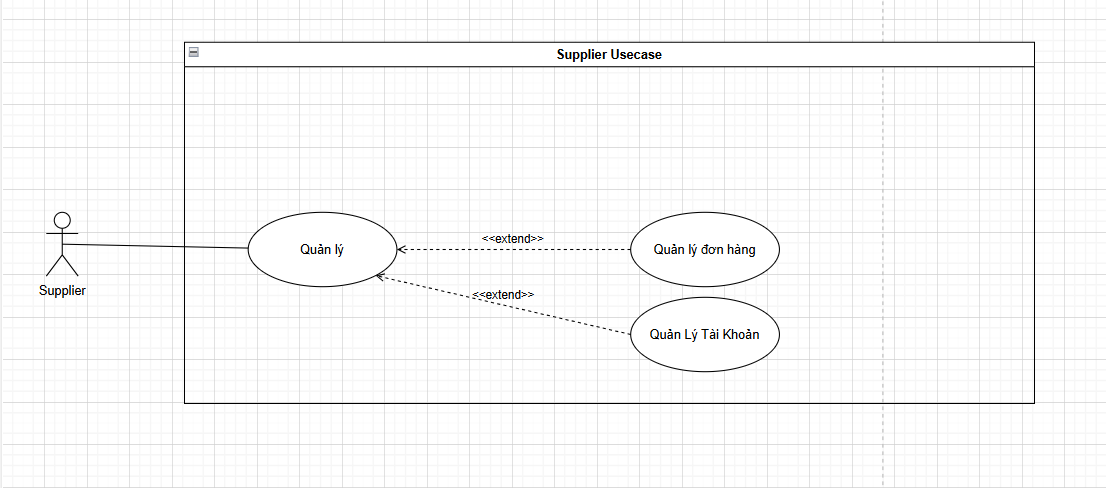 Supplier Usecase
Quản lý
<<extend>>
Quản lý đơn hàng
Supplier
<<extend>>
Quản Lý Tài Khoản